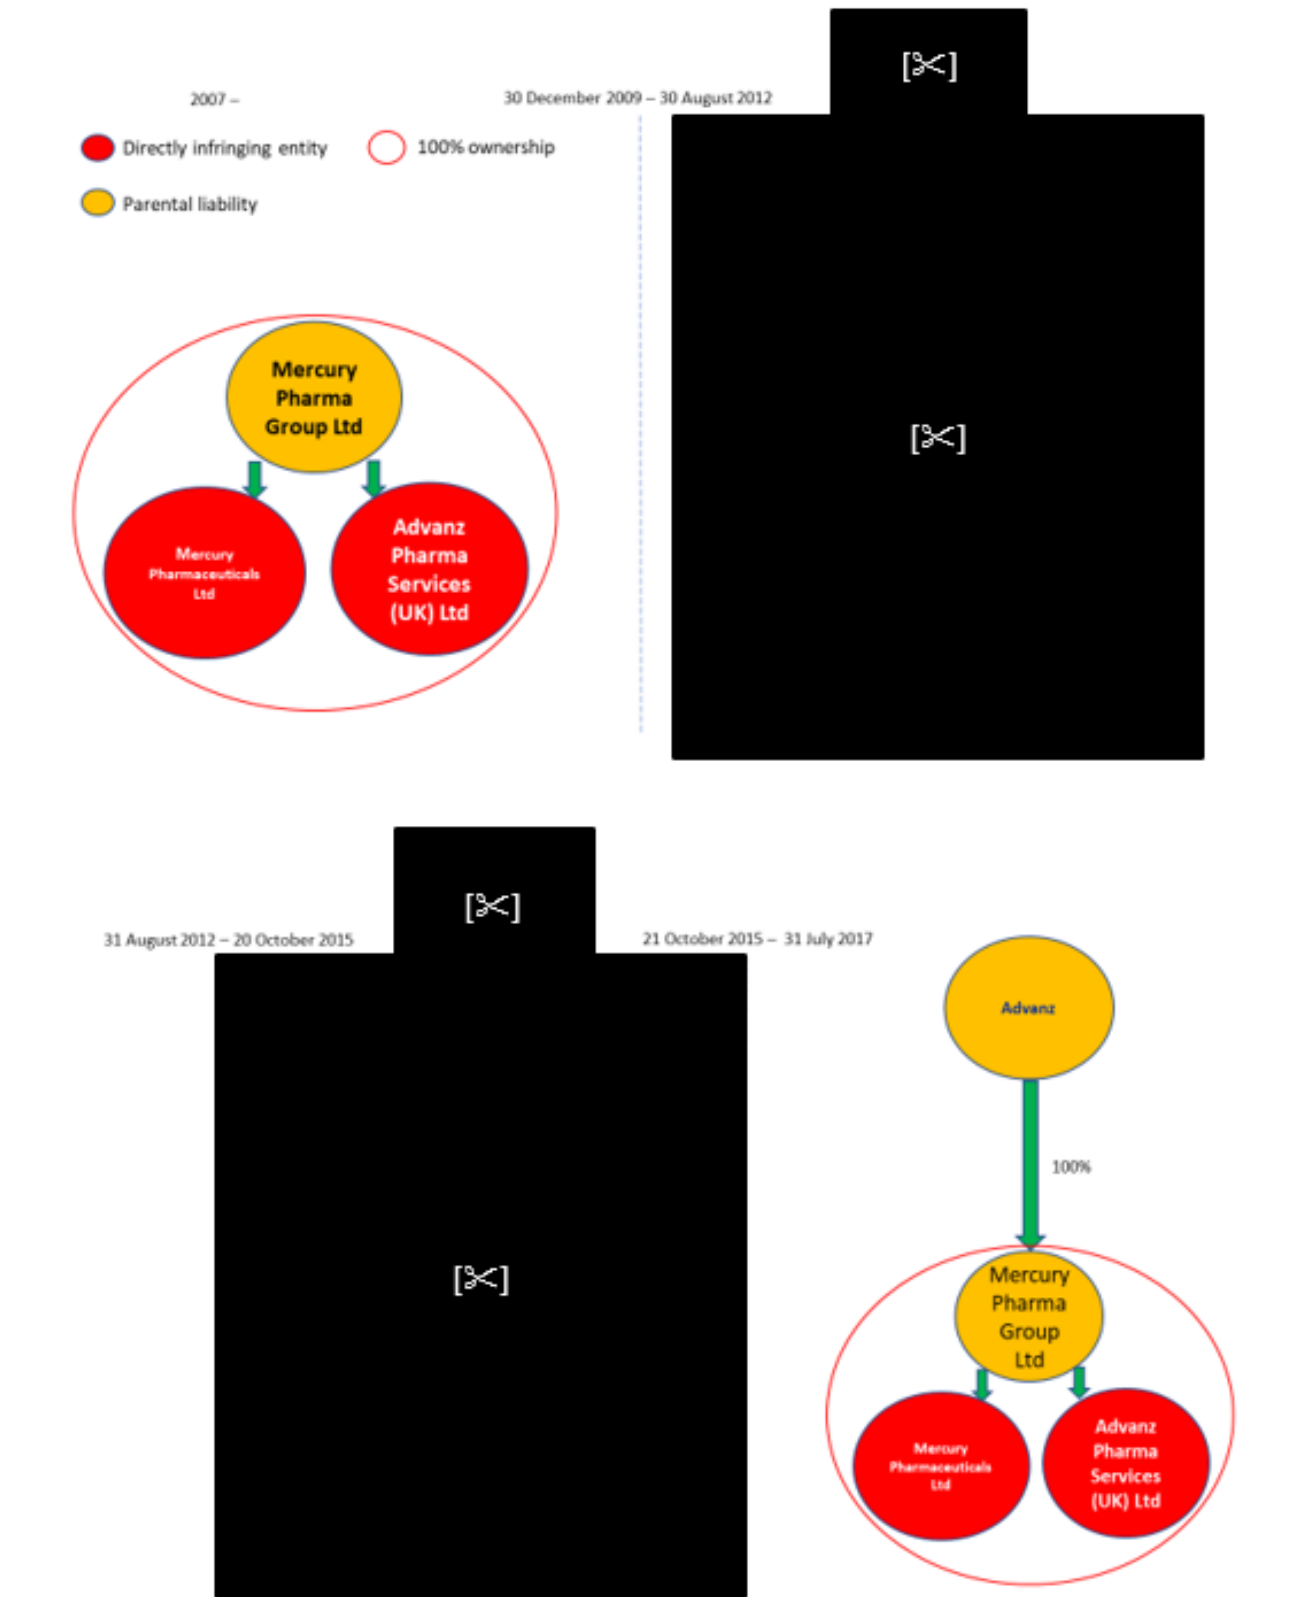 [✂]
2007 –
30 December 2009 – 30 August 2012
Directly infringing entity
100% ownership
Parental liability
Mercury
Pharma
Group Ltd
Mercury
Pharmaceuticals
Ltd
Advanz
Pharma
Services
(UK) Ltd
[✂]
[✂]
31 August 2012 – 20 October 2015
21 October 2015 – 31 July 2017
Advanz
100%
[✂]
Mercury
Pharma
Group
Ltd
Mercury
Pharmaceuticals
Ltd
Advanz
Pharma
Services
(UK) Ltd